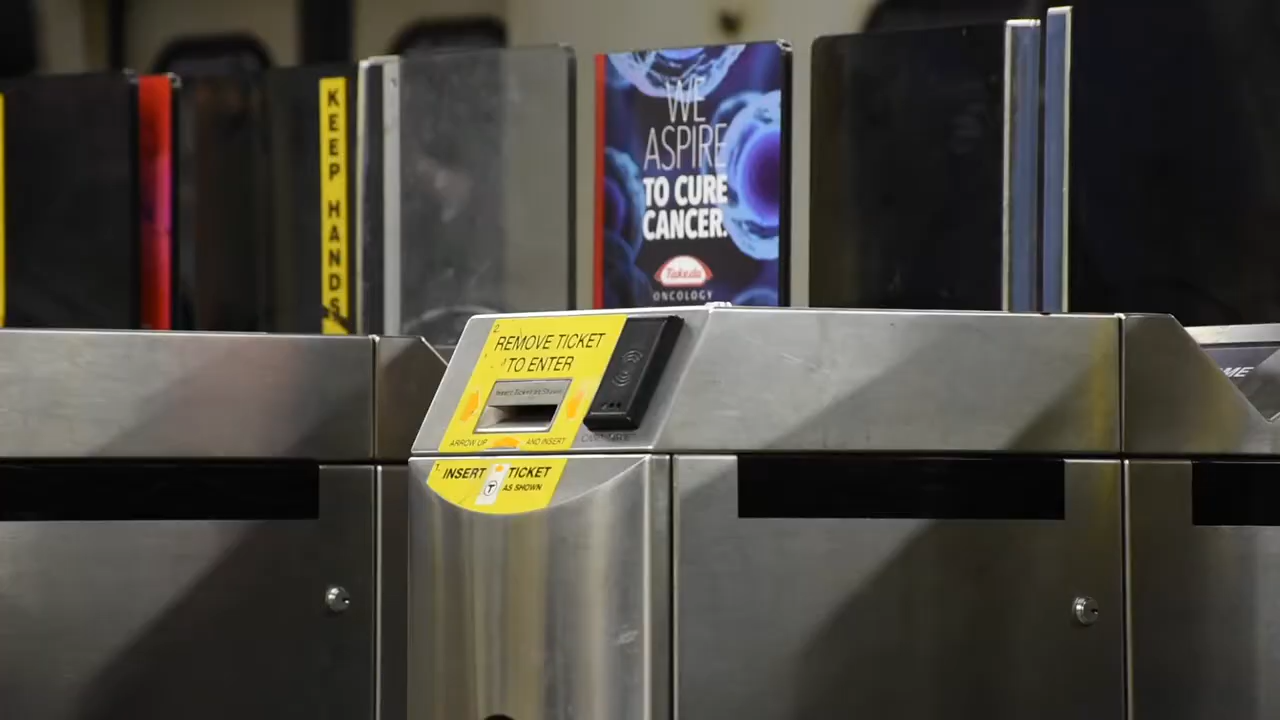 KEEP HANDS
WE
ASPIRE
TO CURE
CANCER.
Takeda
ONCOLOGY
2.
REMOVE TICKET
TO ENTER
ARROW UP
AND INSERT
1.
INSERT TICKET
T
AS SHOWN
ME